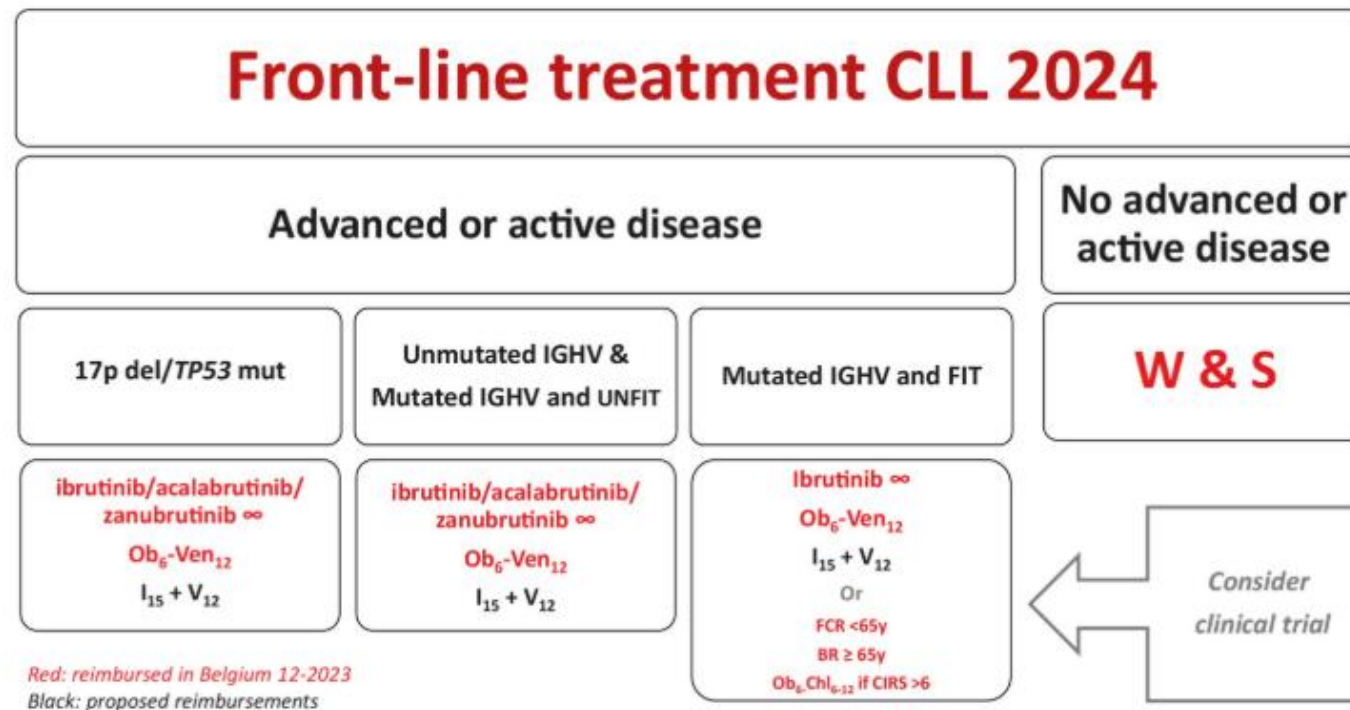 Front-line treatment CLL 2024
Advanced or active disease
No advanced or
active disease
17p del/TP53 mut
Unmutated IGHV &
Mutated IGHV and UNFIT
Mutated IGHV and FIT
W & S
ibrutinib/acalabrutinib/
zanubrutinib ∞
Ob₆-Ven₁₂
I₁₅ + V₁₂
ibrutinib/acalabrutinib/
zanubrutinib ∞
Ob₆-Ven₁₂
I₁₅ + V₁₂
Ibrutinib ∞
Ob₆-Ven₁₂
I₁₅ + V₁₂
Or
FCR <65y
BR ≥ 65y
Ob₆-Chl₆₋₁₂ if CIRS >6
Consider
clinical trial
Red: reimbursed in Belgium 12-2023
Black: proposed reimbursements